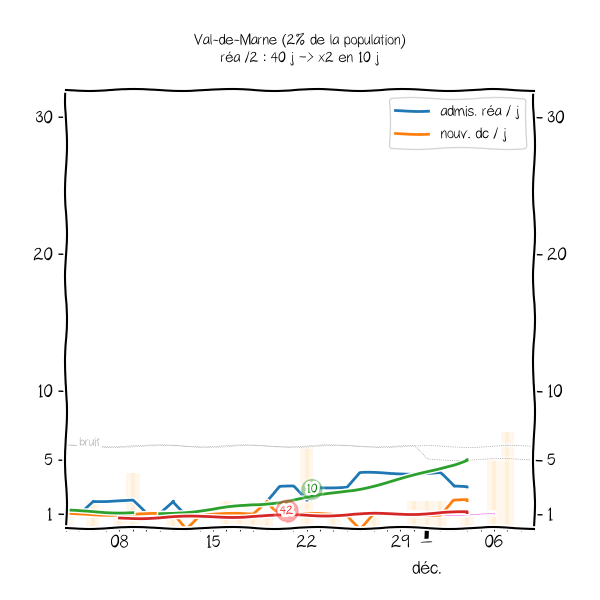 Val-de-Marne (2% de la population)
réa /2 : 40 j -> x2 en 10 j
admis. réa / j
nouv. dc / j
30
30
20
20
10
10
bruit
5
5
10
42
1
1
08
15
22
29
06
déc.